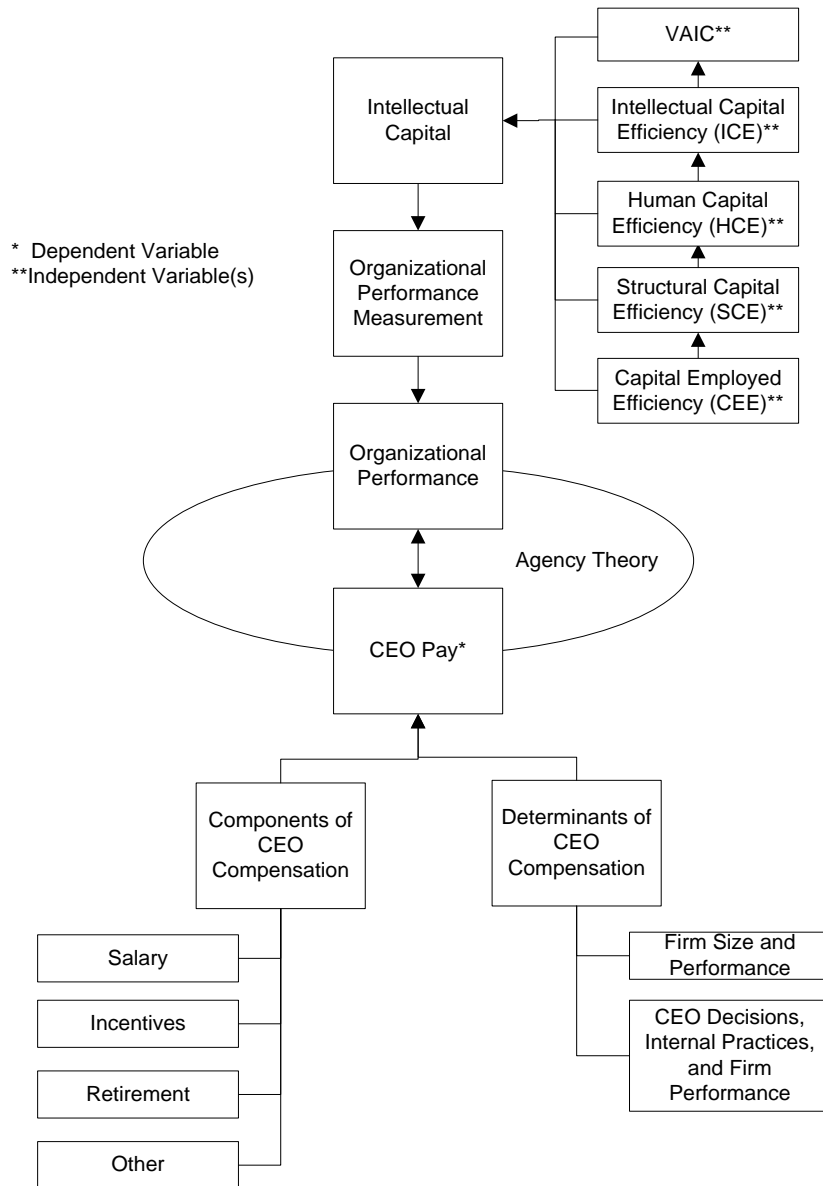 VAIC**
Intellectual
Capital
Intellectual Capital
Efficiency (ICE)**
Human Capital
Efficiency (HCE)**
* Dependent Variable
**Independent Variable(s)
Organizational
Performance
Measurement
Structural Capital
Efficiency (SCE)**
Capital Employed
Efficiency (CEE)**
Organizational
Performance
Agency Theory
CEO Pay*
Components of
CEO
Compensation
Determinants of
CEO
Compensation
Salary
Incentives
Retirement
Other
Firm Size and
Performance
CEO Decisions,
Internal Practices,
and Firm
Performance